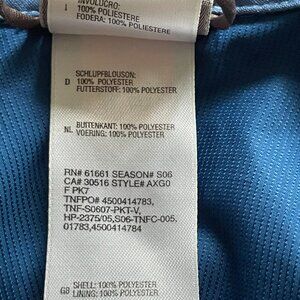 INVOLUCRO:
I 100% POLIESTERE
FODERA: 100% POLIESTERE
SCHLUPFBLOUSON:
D 100% POLYESTER
FUTTERSTOFF: 100% POLYESTER
BUITENKANT: 100% POLYESTER
NL VOERING: 100% POLYESTER
RN# 61661 SEASON# S06
CA# 30516 STYLE# AXG0
F PK7
TNFPO# 4500414783,
TNF-S0607-PKT-V,
HP-2375/05,S06-TNFC-005.
01783,4500414784
SHELL: 100% POLYESTER
GB LINING: 100% POLYESTER